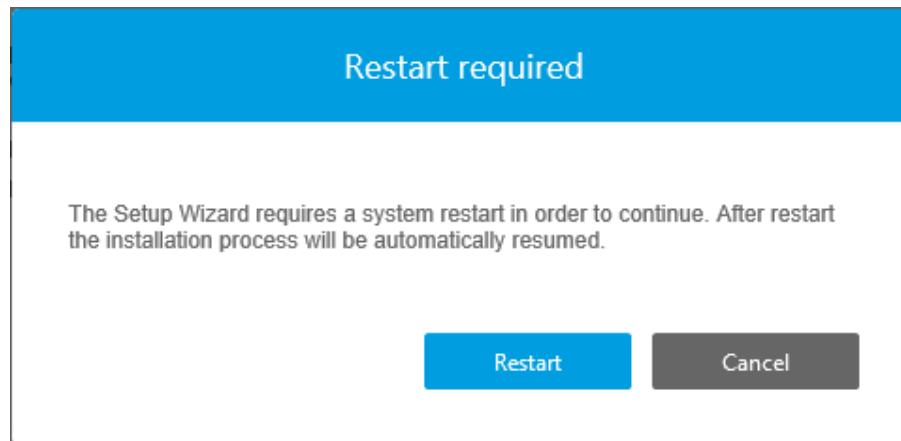 Restart required
The Setup Wizard requires a system restart in order to continue. After restart
the installation process will be automatically resumed.
Restart
Cancel